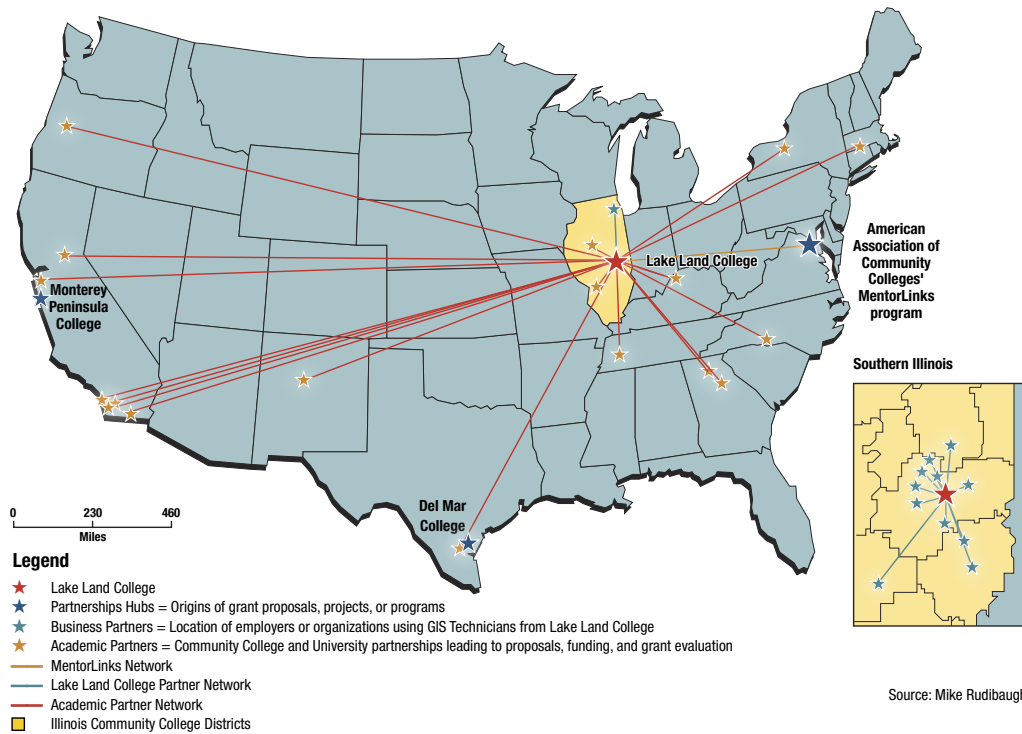 Lake Land College
American
Association of
Community
Colleges'
MentorLinks
program
Monterey
Peninsula
College
Southern Illinois
Del Mar
College
0 230 460
Miles
Legend
Lake Land College
Partnerships Hubs = Origins of grant proposals, projects, or programs
Business Partners = Location of employers or organizations using GIS Technicians from Lake Land College
Academic Partners = Community College and University partnerships leading to proposals, funding, and grant evaluation
MentorLinks Network
Lake Land College Partner Network
Academic Partner Network
Illinois Community College Districts
Source: Mike Rudibaugh